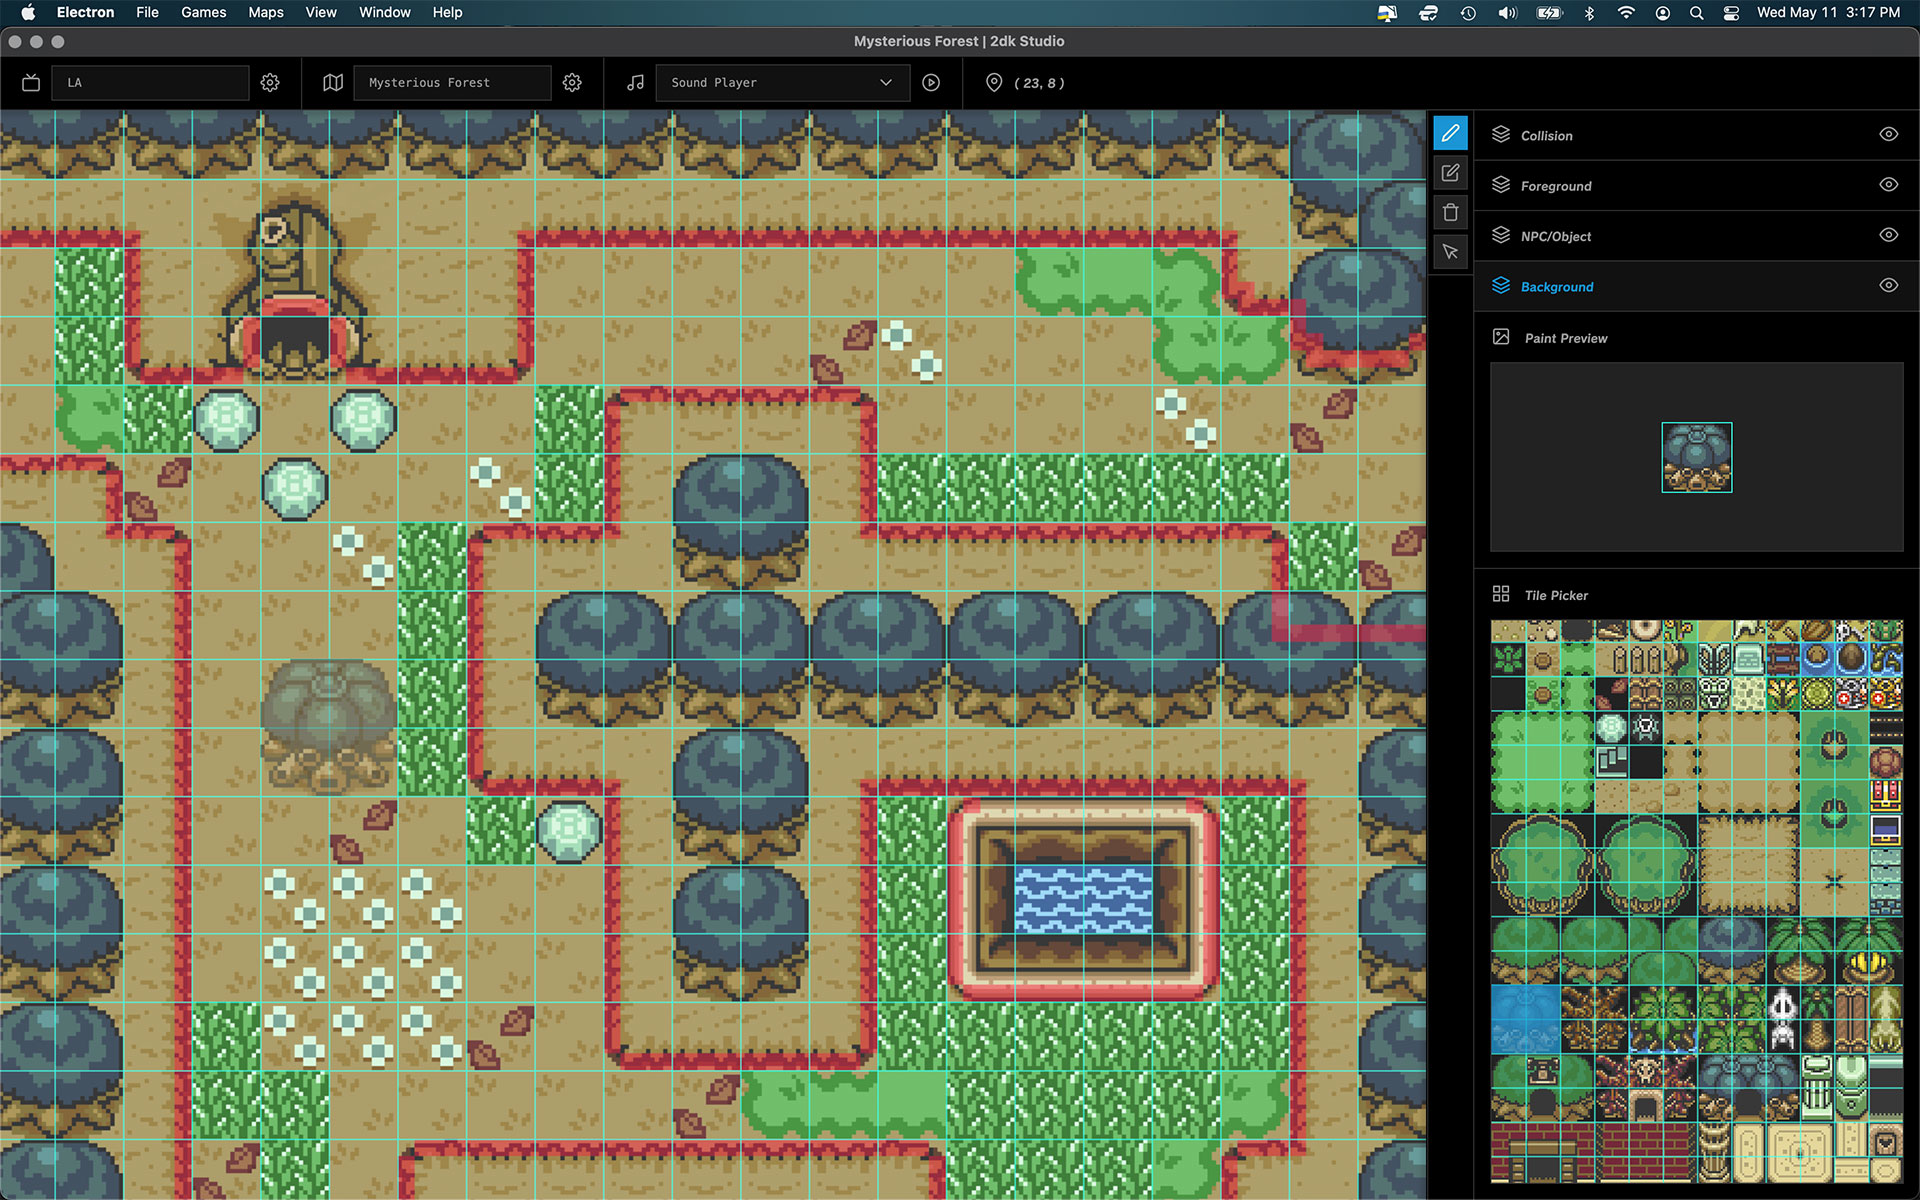 Electron File Games Maps View Window Help Wed May 11 3:17 PM
Mysterious Forest | 2dk Studio
LA Mysterious Forest Sound Player ( 23, 8 )
Collision
Foreground
NPC/Object
Background
Paint Preview
Tile Picker